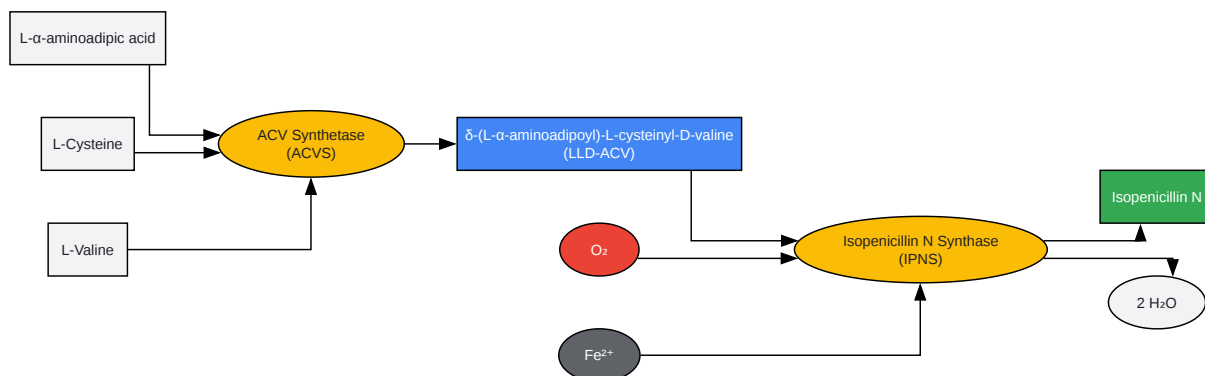 L-α-aminoadipic acid
L-Cysteine
L-Valine
ACV Synthetase
(ACVS)
δ-(L-α-aminoadipoyl)-L-cysteinyl-D-valine
(LLD-ACV)
O₂
Fe²⁺
Isopenicillin N Synthase
(IPNS)
Isopenicillin N
2 H₂O